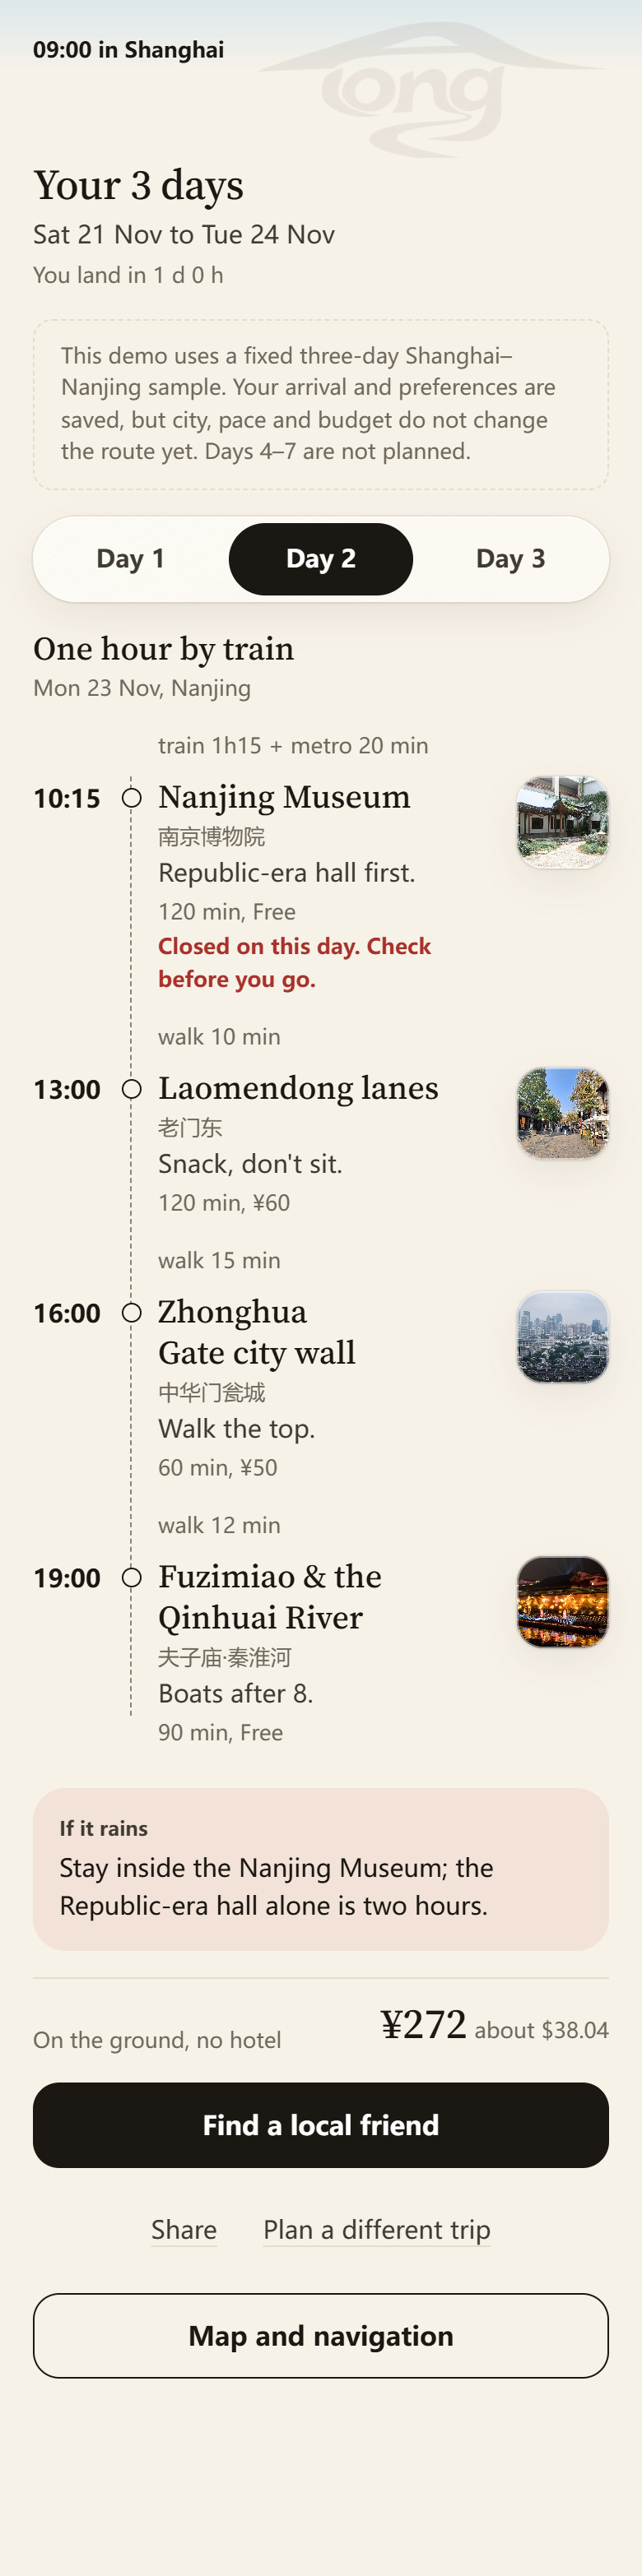 09:00 in Shanghai
long
Your 3 days
Sat 21 Nov to Tue 24 Nov
You land in 1 d 0 h
This demo uses a fixed three-day Shanghai–
Nanjing sample. Your arrival and preferences are
saved, but city, pace and budget do not change
the route yet. Days 4–7 are not planned.
Day 1
Day 2
Day 3
One hour by train
Mon 23 Nov, Nanjing
train 1h15 + metro 20 min
10:15
Nanjing Museum
南京博物院
Republic-era hall first.
120 min, Free
Closed on this day. Check
before you go.
walk 10 min
13:00
Laomendong lanes
老门东
Snack, don't sit.
120 min, ¥60
walk 15 min
16:00
Zhonghua
Gate city wall
中华门瓮城
Walk the top.
60 min, ¥50
walk 12 min
19:00
Fuzimiao & the
Qinhuai River
夫子庙·秦淮河
Boats after 8.
90 min, Free
If it rains
Stay inside the Nanjing Museum; the
Republic-era hall alone is two hours.
On the ground, no hotel
¥272 about $38.04
Find a local friend
Share
Plan a different trip
Map and navigation